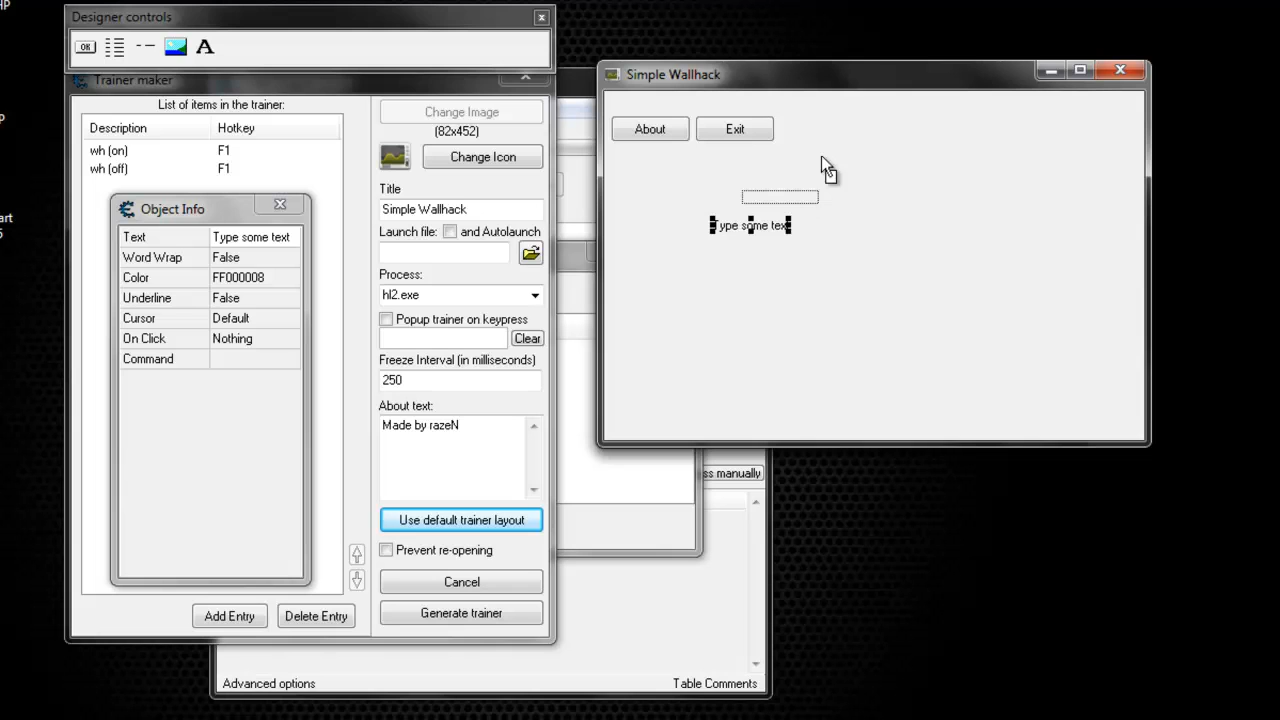 Designer controls
OK
A
Trainer maker
List of items in the trainer:
Description Hotkey
wh (on) F1
wh (off) F1
Object Info
Text Type some text
Word Wrap False
Color FF000008
Underline False
Cursor Default
On Click Nothing
Command
Add Entry Delete Entry
Change Image
(82x452)
Change Icon
Title
Simple Wallhack
Launch file: and Autolaunch
Process:
hl2.exe
Popup trainer on keypress
Clear
Freeze Interval (in milliseconds)
250
About text:
Made by razeN
Use default trainer layout
Prevent re-opening
Cancel
Generate trainer
Simple Wallhack
About Exit
Type some text
ss manually
Advanced options Table Comments